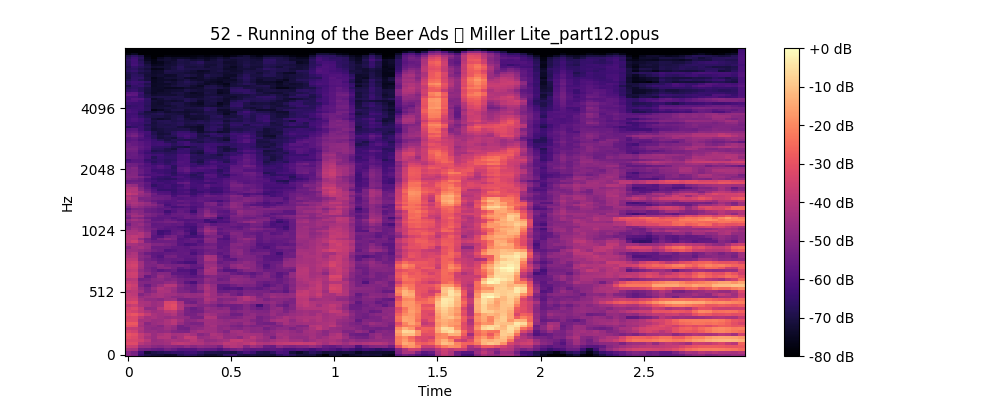 52 - Running of the Beer Ads  Miller Lite_part12.opus
+0 dB
-10 dB
-20 dB
-30 dB
-40 dB
-50 dB
-60 dB
-70 dB
-80 dB
Hz
4096
2048
1024
512
0
0 0.5 1 1.5 2 2.5
Time